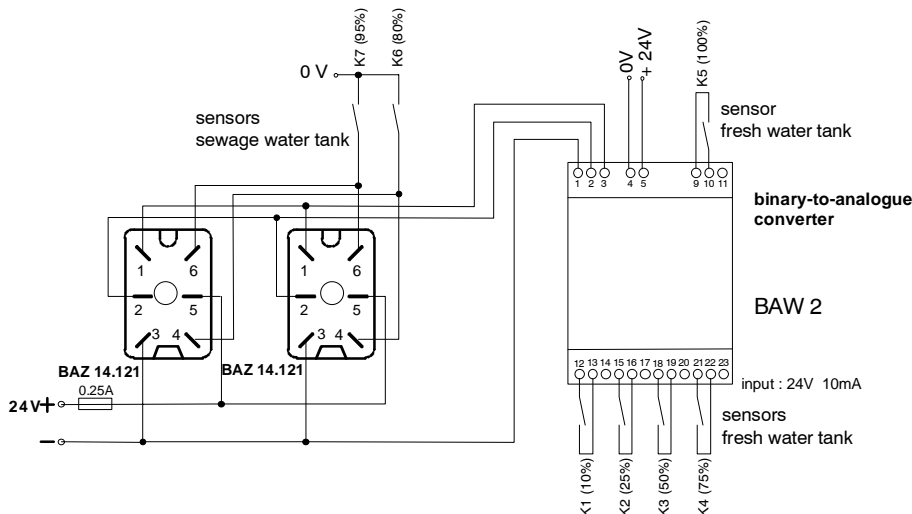 K7 (95%)
K6 (80%)
0 V
sensors
sewage water tank
0V
+ 24V
K5 (100%)
sensor
fresh water tank
1 2 3 4 5 9 10 11
binary-to-analogue
converter
BAW 2
1 6 2 5 3 4
BAZ 14.121
1 6 2 5 3 4
BAZ 14.121
0.25A
24V+
−
12 13 14 15 16 17 18 19 20 21 22 23
input : 24V 10mA
sensors
fresh water tank
K1 (10%)
K2 (25%)
K3 (50%)
K4 (75%)